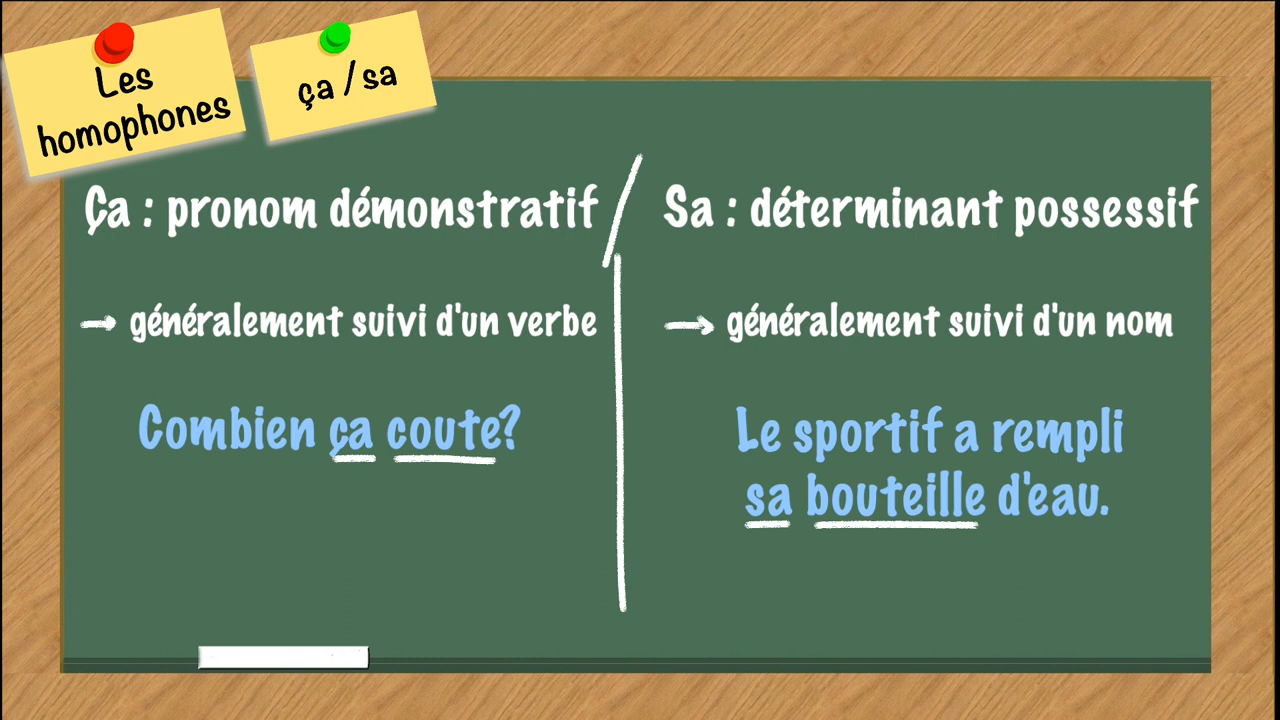 Les
homophones
ça / sa
Ça : pronom démonstratif
→ généralement suivi d'un verbe
Combien ça coute?
Sa : déterminant possessif
→ généralement suivi d'un nom
Le sportif a rempli
sa bouteille d'eau.